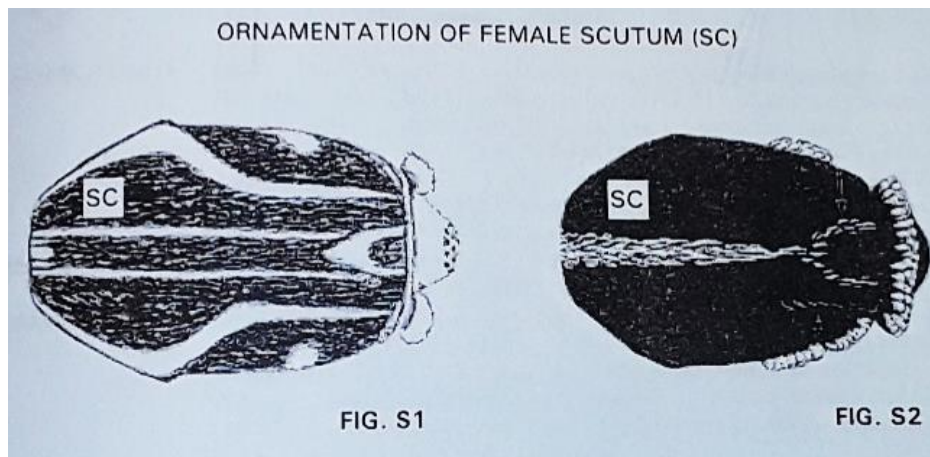 ORNAMENTATION OF FEMALE SCUTUM (SC)
SC
SC
FIG. S1
FIG. S2